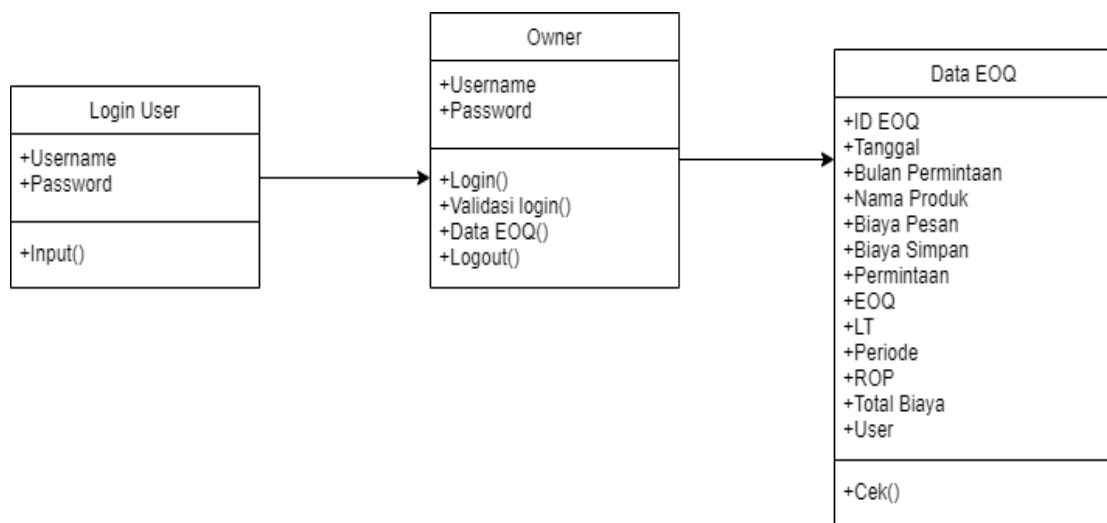 Login User
+Username
+Password
+Input()
Owner
+Username
+Password
+Login()
+Validasi login()
+Data EOQ()
+Logout()
Data EOQ
+ID EOQ
+Tanggal
+Bulan Permintaan
+Nama Produk
+Biaya Pesan
+Biaya Simpan
+Permintaan
+EOQ
+LT
+Periode
+ROP
+Total Biaya
+User
+Cek()